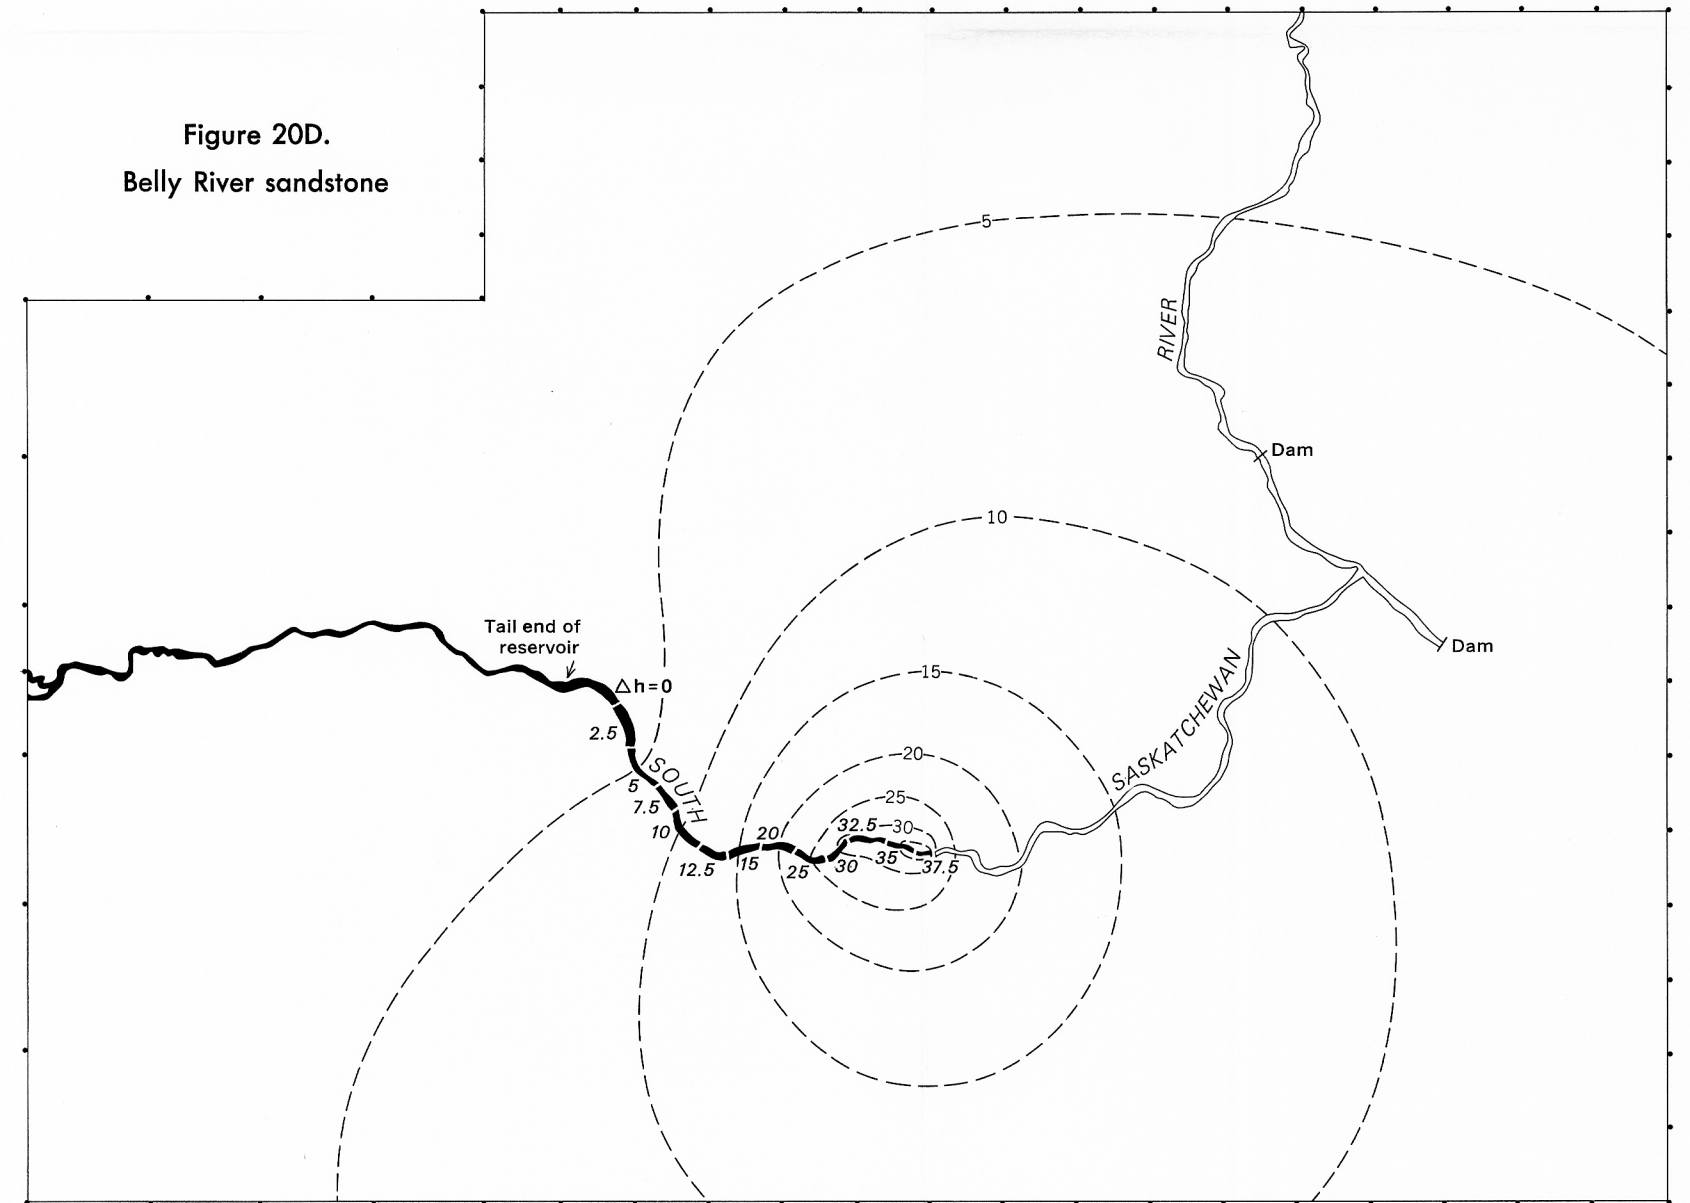 Figure 20D.
Belly River sandstone
5
RIVER
Dam
10
Tail end of
reservoir
Dam
Δh=0
15
SASKATCHEWAN
2.5
20
SOUTH
5
25
7.5
10
20
32.5
30
12.5
15
25
30
35
37.5